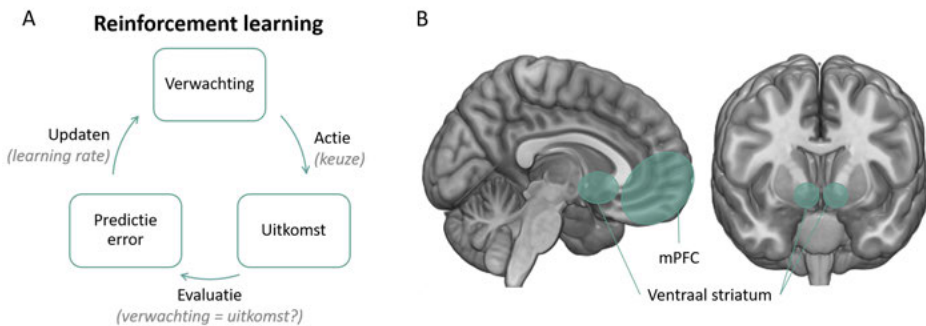 A
Reinforcement learning
Verwachting
Updaten
(learning rate)
Actie
(keuze)
Predictie
error
Uitkomst
Evaluatie
(verwachting = uitkomst?)
B
mPFC
Ventraal striatum